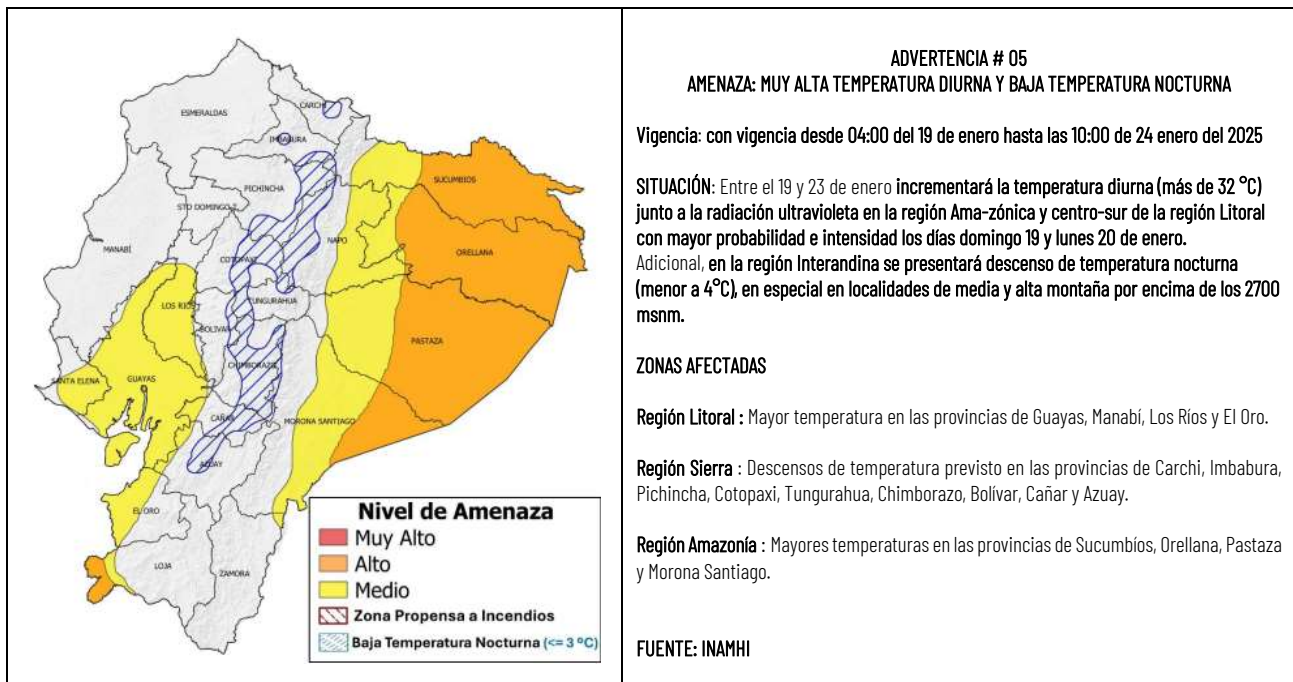 ESMERALDAS
CARCHI
IMBABURA
SUCUMBIOS
PICHINCHA
STO DOMINGO T.
MANABÍ
NAPO
ORELLANA
COTOPAXI
LOS RÍOS
TUNGURAHUA
BOLIVAR
PASTAZA
CHIMBORAZO
SANTA ELENA
GUAYAS
CAÑAR
MORONA SANTIAGO
AZUAY
EL ORO
LOJA
ZAMORA
Nivel de Amenaza
Muy Alto
Alto
Medio
Zona Propensa a Incendios
Baja Temperatura Nocturna (<= 3 ºC)
ADVERTENCIA # 05
AMENAZA: MUY ALTA TEMPERATURA DIURNA Y BAJA TEMPERATURA NOCTURNA
Vigencia: con vigencia desde 04:00 del 19 de enero hasta las 10:00 de 24 enero del 2025
SITUACIÓN: Entre el 19 y 23 de enero incrementará la temperatura diurna (más de 32 °C)
junto a la radiación ultravioleta en la región Ama-zónica y centro-sur de la región Litoral
con mayor probabilidad e intensidad los días domingo 19 y lunes 20 de enero.
Adicional, en la región Interandina se presentará descenso de temperatura nocturna
(menor a 4°C), en especial en localidades de media y alta montaña por encima de los 2700
msnm.
ZONAS AFECTADAS
Región Litoral : Mayor temperatura en las provincias de Guayas, Manabí, Los Ríos y El Oro.
Región Sierra : Descensos de temperatura previsto en las provincias de Carchi, Imbabura,
Pichincha, Cotopaxi, Tungurahua, Chimborazo, Bolívar, Cañar y Azuay.
Región Amazonía : Mayores temperaturas en las provincias de Sucumbíos, Orellana, Pastaza
y Morona Santiago.
FUENTE: INAMHI